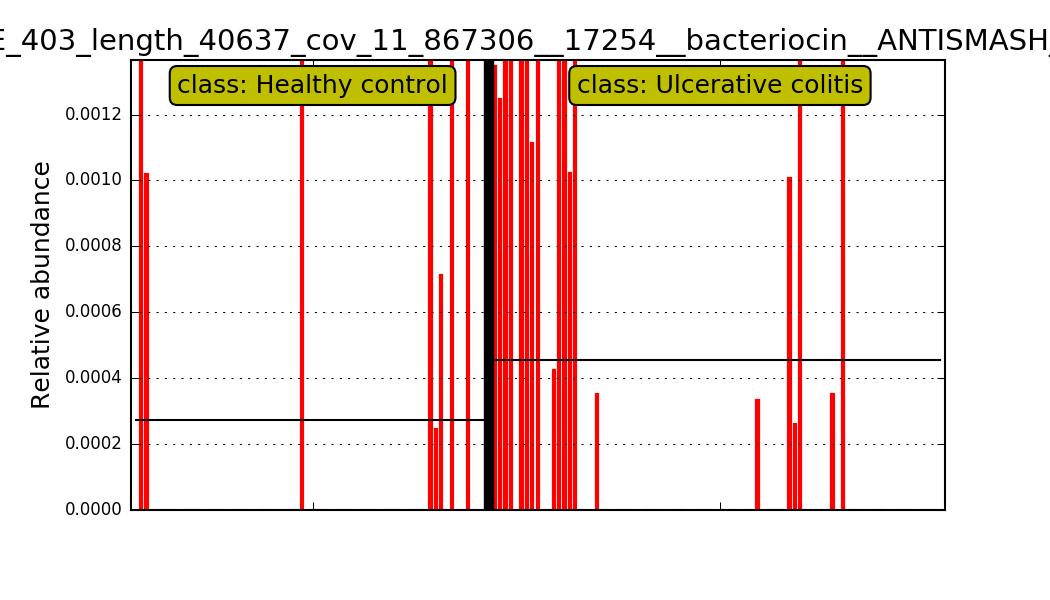 _403_length_40637_cov_11_867306__17254__bacteriocin__ANTISMASH_
class: Healthy control
class: Ulcerative colitis
Relative abundance
0.0012
0.0010
0.0008
0.0006
0.0004
0.0002
0.0000